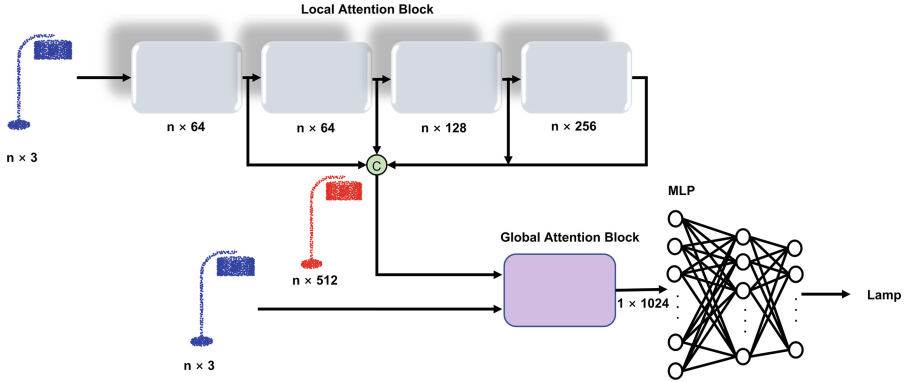 Local Attention Block
n × 3
n × 64
n × 64
n × 128
n × 256
C
n × 512
n × 3
Global Attention Block
1 × 1024
MLP
Lamp